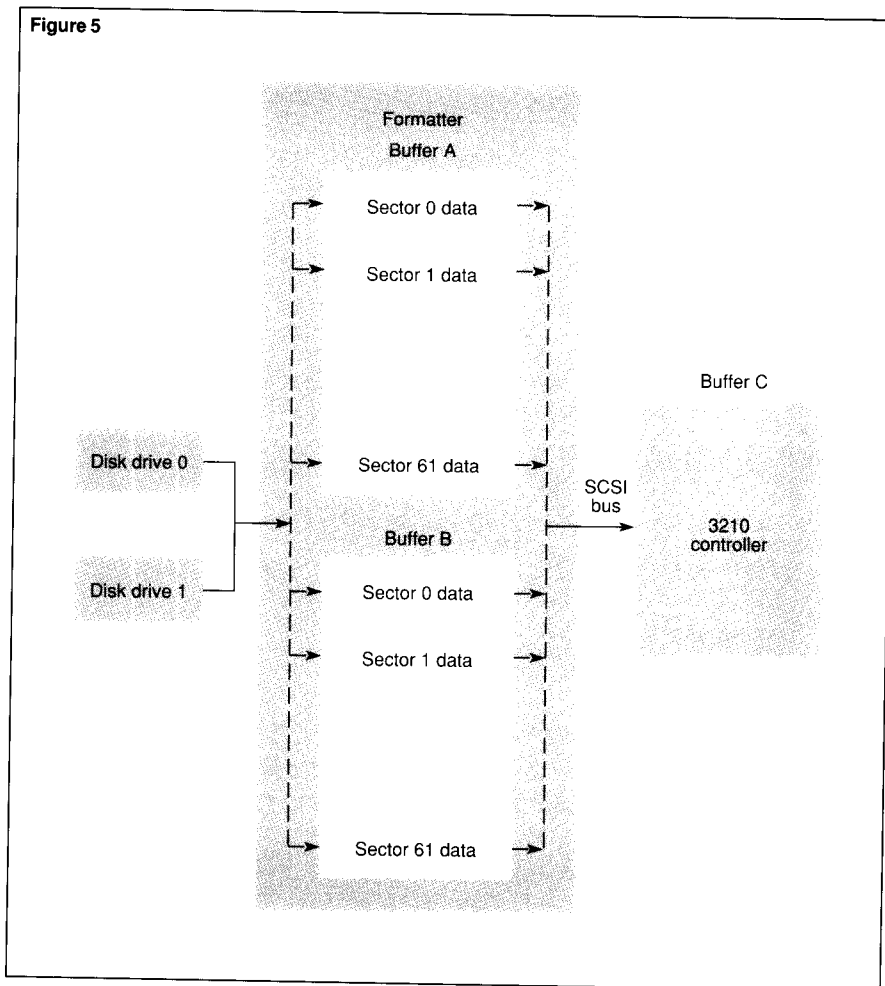 Figure 5
Formatter
Buffer A
Sector 0 data
Sector 1 data
Sector 61 data
Buffer B
Sector 0 data
Sector 1 data
Sector 61 data
Disk drive 0
Disk drive 1
SCSI
bus
Buffer C
3210
controller